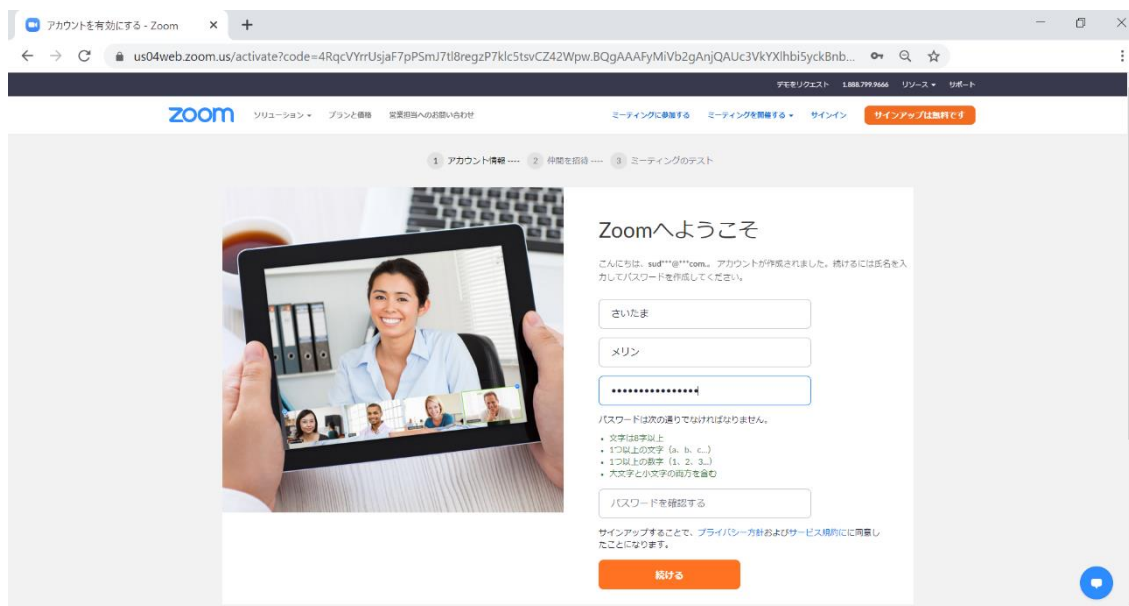 アカウントを有効にする - Zoom
us04web.zoom.us/activate?code=4RqcVYrrUsjaF7pPSmJ7tl8regzP7klc5tsvCZ42Wpw.BQgAAAFyMiVb2gAnjQAUc3VkYXlhbi5yckBnb...
デモをリクエスト 1.888.799.9666 リソース サポート
zoom ソリューション プランと価格 営業担当へのお問い合わせ ミーティングに参加する ミーティングを開催する サインイン サインアップは無料です
1 アカウント情報 ---- 2 仲間を招待 ---- 3 ミーティングのテスト
Zoomへようこそ
こんにちは、sud***@***com.。 アカウントが作成されました。続けるには氏名を入
力してパスワードを作成してください。
さいたま
メリン
パスワードは次の通りでなければなりません。
• 文字は8字以上
• 1つ以上の文字（a、b、c...）
• 1つ以上の数字（1、2、3...）
• 大文字と小文字の両方を含む
パスワードを確認する
サインアップすることで、プライバシー方針およびサービス規約にに同意し
たことになります。
続ける